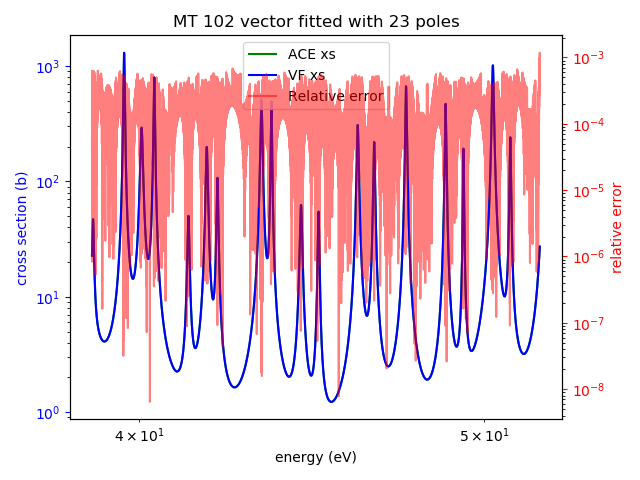 MT 102 vector fitted with 23 poles
ACE xs
VF xs
Relative error
cross section (b)
10³
10²
10¹
10⁰
10⁻³
10⁻⁴
10⁻⁵
10⁻⁶
10⁻⁷
10⁻⁸
relative error
4 × 10¹
5 × 10¹
energy (eV)